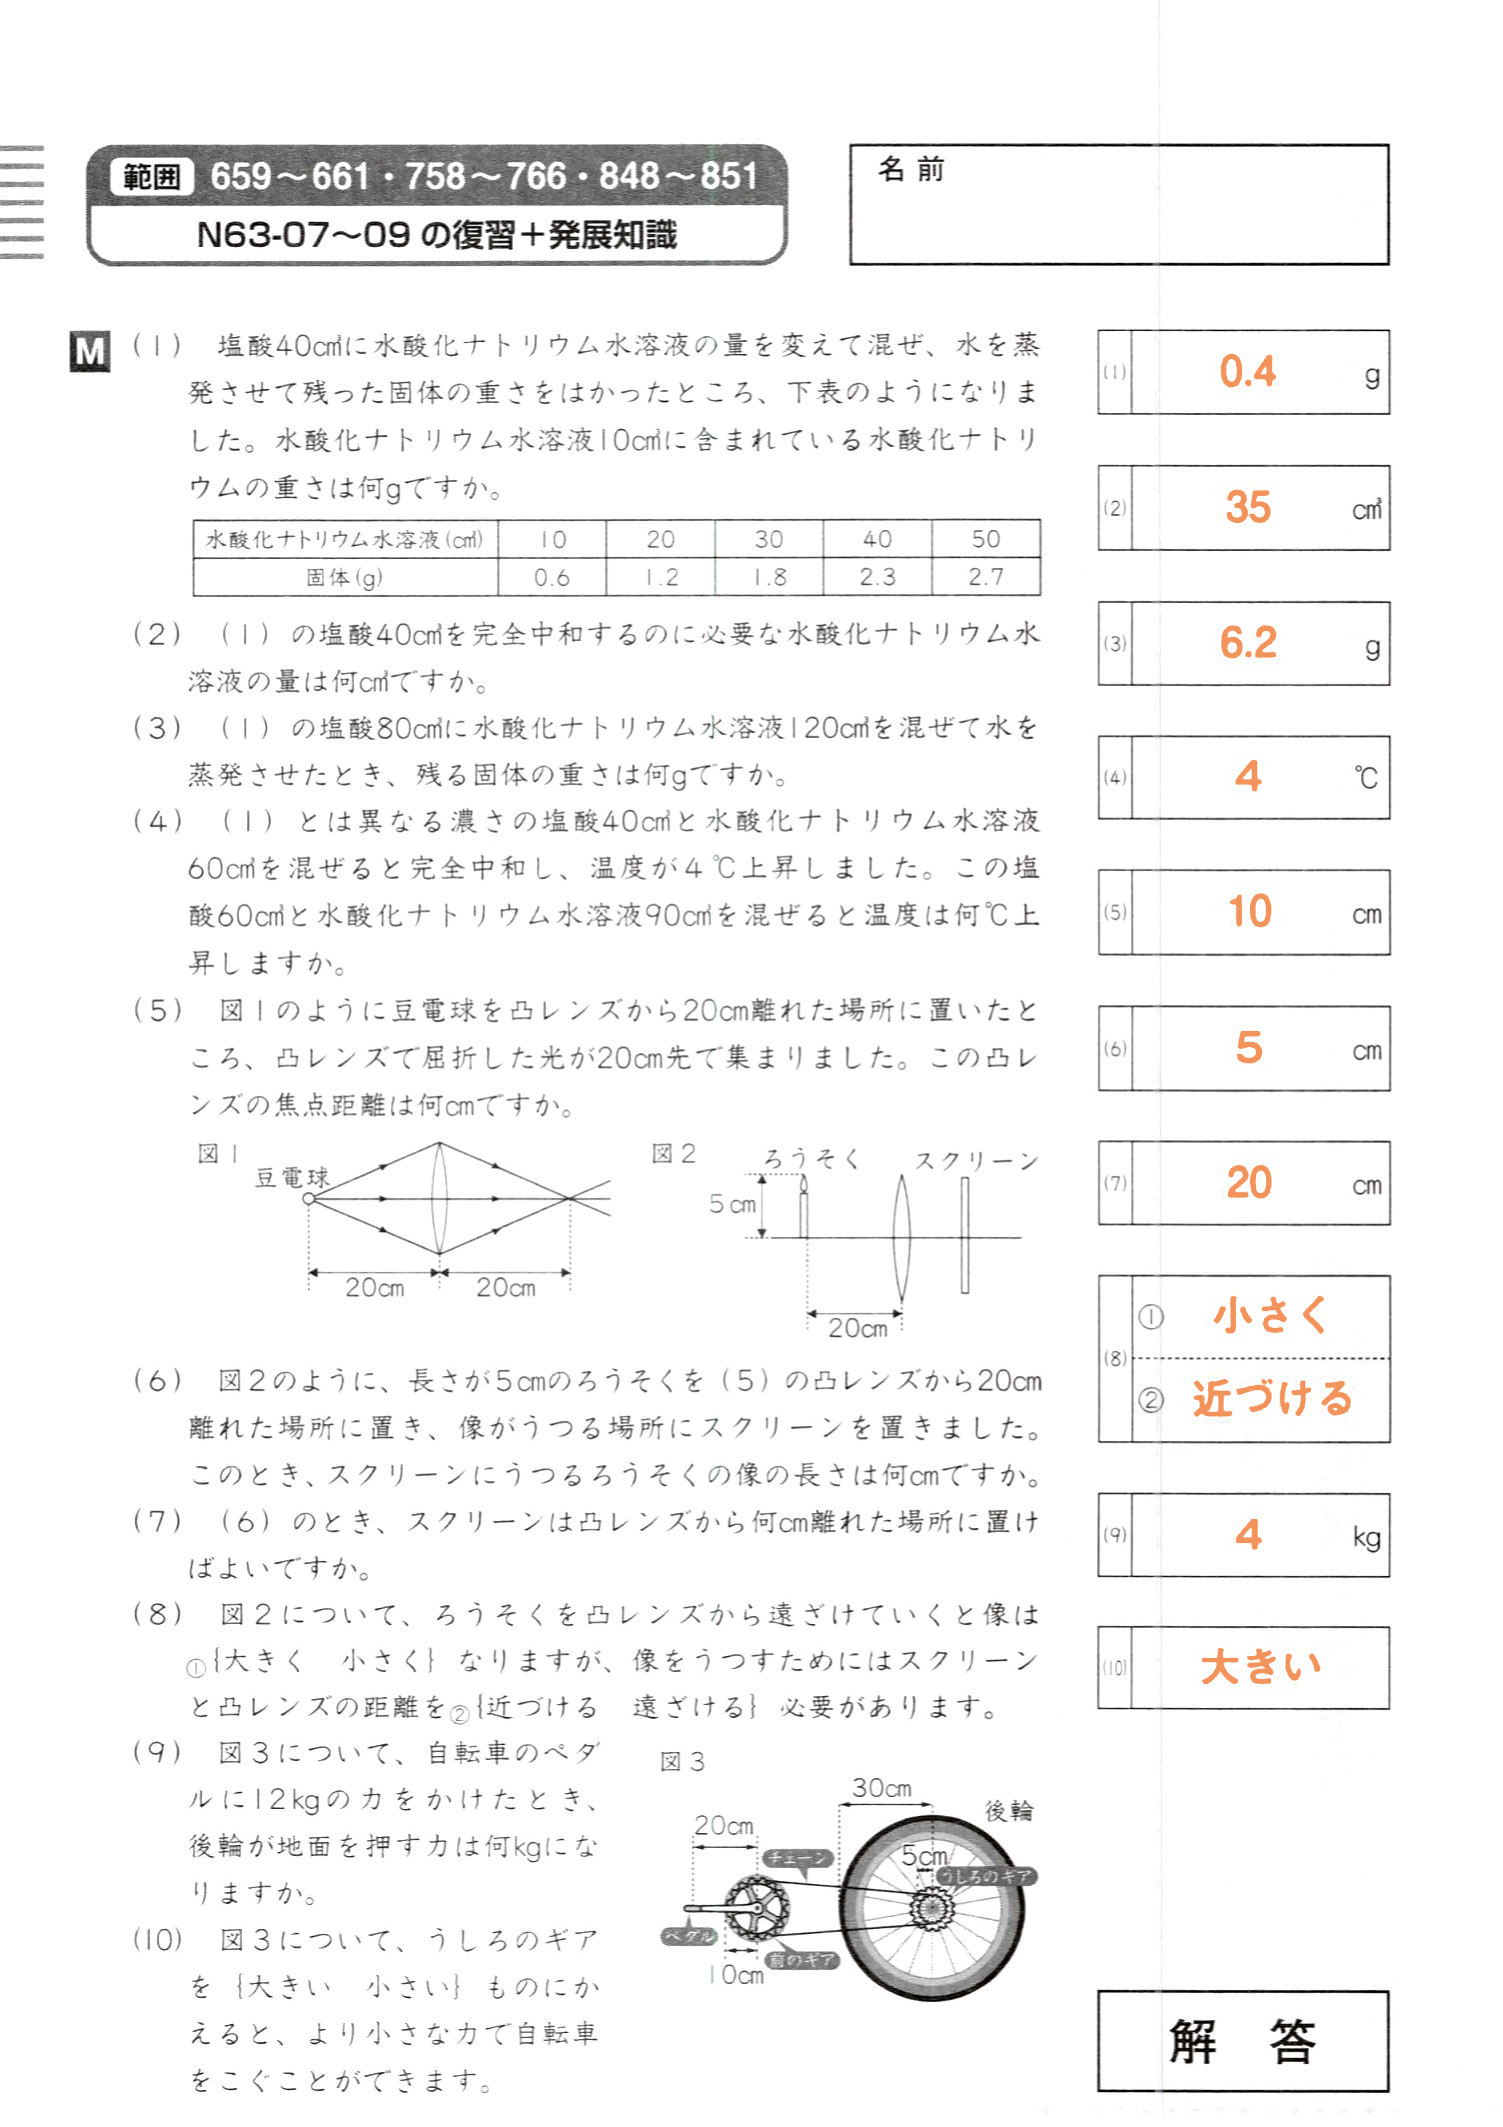 範囲 659～661・758～766・848～851
N63-07～09 の復習＋発展知識
名前
M
(1) 塩酸40c㎥に水酸化ナトリウム水溶液の量を変えて混ぜ、水を蒸
発させて残った固体の重さをはかったところ、下表のようになりま
した。水酸化ナトリウム水溶液10c㎥に含まれている水酸化ナトリ
ウムの重さは何gですか。
水酸化ナトリウム水溶液(c㎥) 10 20 30 40 50
固体(g) 0.6 1.2 1.8 2.3 2.7
(2) (1)の塩酸40c㎥を完全中和するのに必要な水酸化ナトリウム水
溶液の量は何c㎥ですか。
(3) (1)の塩酸80c㎥に水酸化ナトリウム水溶液120c㎥を混ぜて水を
蒸発させたとき、残る固体の重さは何gですか。
(4) (1)とは異なる濃さの塩酸40c㎥と水酸化ナトリウム水溶液
60c㎥を混ぜると完全中和し、温度が4℃上昇しました。この塩
酸60c㎥と水酸化ナトリウム水溶液90c㎥を混ぜると温度は何℃上
昇しますか。
(5) 図1のように豆電球を凸レンズから20cm離れた場所に置いたと
ころ、凸レンズで屈折した光が20cm先で集まりました。この凸レ
ンズの焦点距離は何cmですか。
図1
豆電球
20cm 20cm
図2
ろうそく スクリーン
5cm
20cm
(6) 図2のように、長さが5cmのろうそくを(5)の凸レンズから20cm
離れた場所に置き、像がうつる場所にスクリーンを置きました。
このとき、スクリーンにうつるろうそくの像の長さは何cmですか。
(7) (6)のとき、スクリーンは凸レンズから何cm離れた場所に置け
ばよいですか。
(8) 図2について、ろうそくを凸レンズから遠ざけていくと像は
①{大きく 小さく}なりますが、像をうつすためにはスクリーン
と凸レンズの距離を②{近づける 遠ざける}必要があります。
(9) 図3について、自転車のペダ
ルに12kgの力をかけたとき、
後輪が地面を押す力は何kgにな
りますか。
(10) 図3について、うしろのギア
を{大きい 小さい}ものにか
えると、より小さな力で自転車
をこぐことができます。
図3
30cm
後輪
20cm
チェーン
5cm
うしろのギア
ペダル
前のギア
10cm
(1) 0.4 g
(2) 35 c㎥
(3) 6.2 g
(4) 4 ℃
(5) 10 cm
(6) 5 cm
(7) 20 cm
(8) ① 小さく
② 近づける
(9) 4 kg
(10) 大きい
解 答